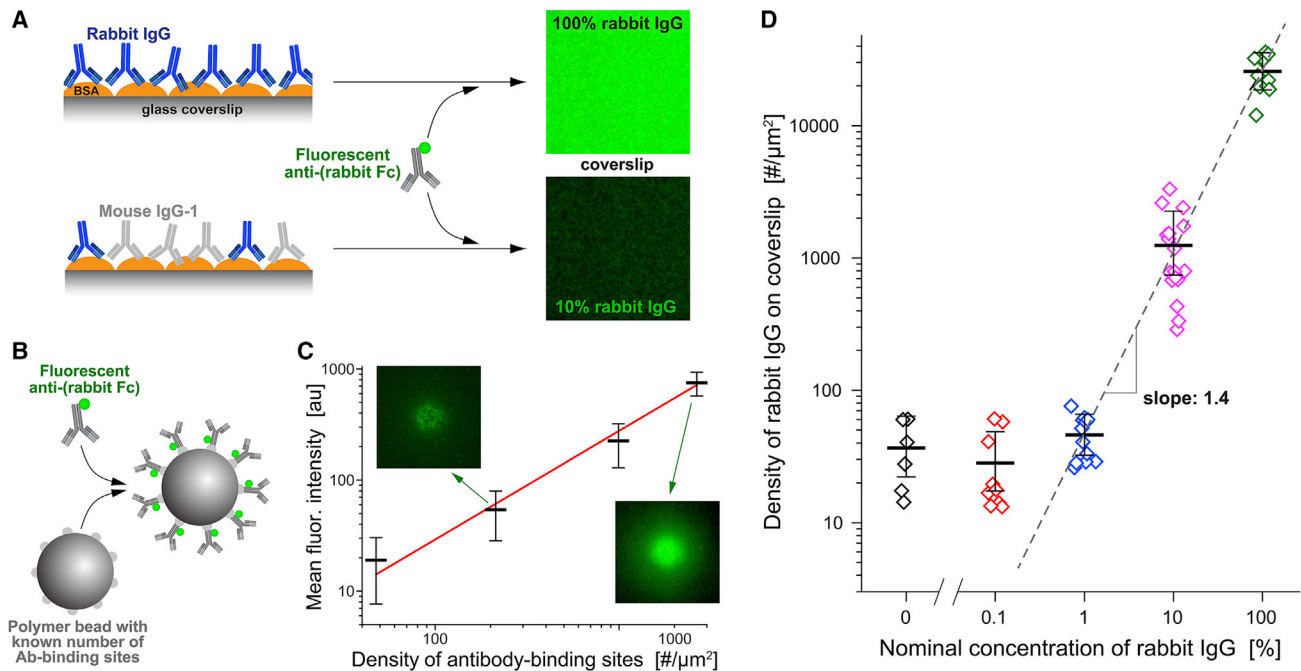 A
Rabbit IgG
BSA
glass coverslip
Mouse IgG-1
Fluorescent
anti-(rabbit Fc)
100% rabbit IgG
coverslip
10% rabbit IgG
B
Fluorescent
anti-(rabbit Fc)
Polymer bead with
known number of
Ab-binding sites
C
Mean fluor. intensity [au]
1000
100
10
100
1000
Density of antibody-binding sites [#/µm²]
D
Density of rabbit IgG on coverslip [#/µm²]
10000
1000
100
10
slope: 1.4
0
0.1
1
10
100
Nominal concentration of rabbit IgG [%]